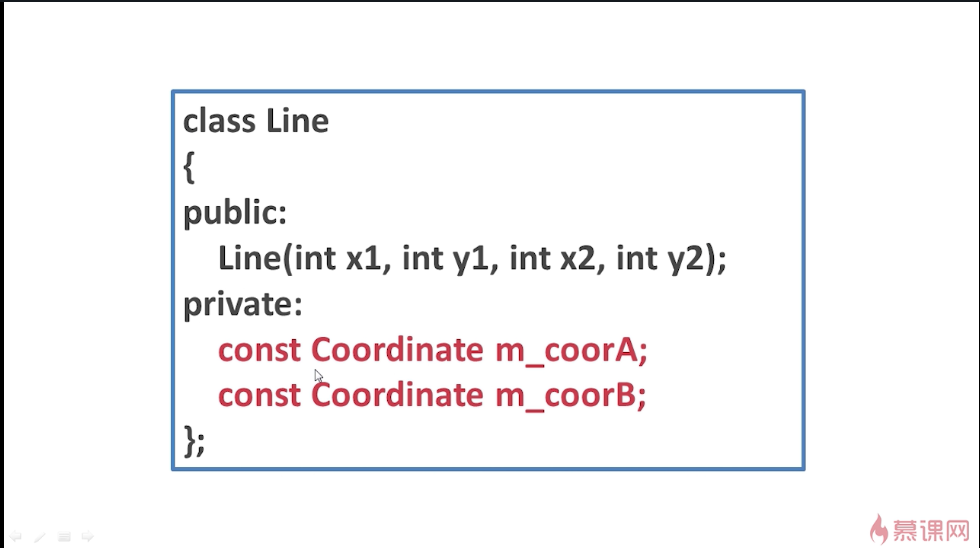 class Line
{
public:
Line(int x1, int y1, int x2, int y2);
private:
const Coordinate m_coorA;
const Coordinate m_coorB;
};
慕课网